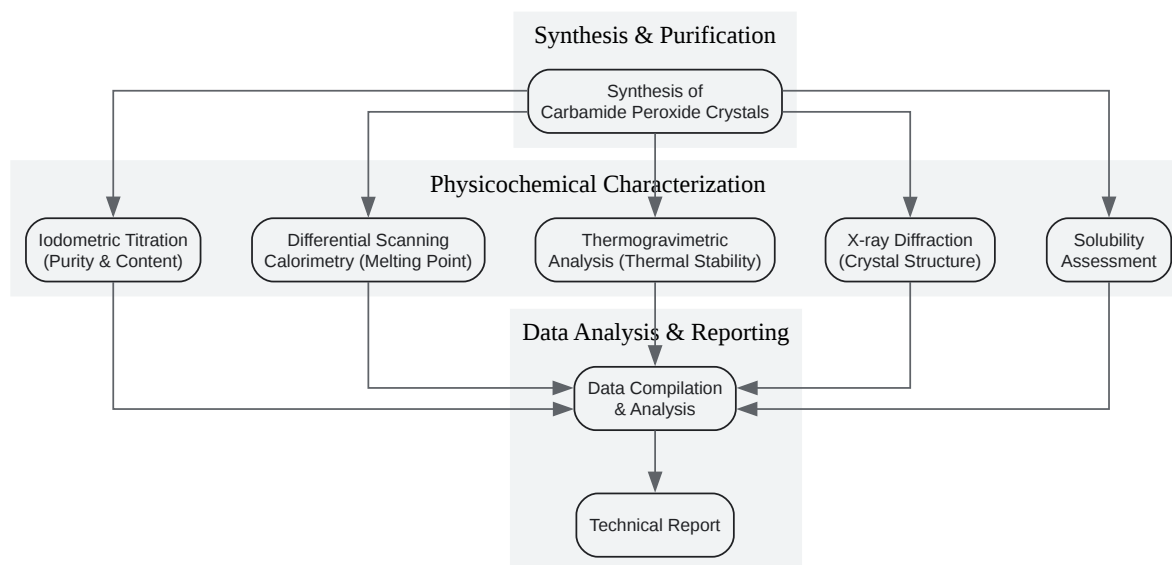 Synthesis & Purification
Synthesis of
Carbamide Peroxide Crystals
Physicochemical Characterization
Iodometric Titration
(Purity & Content)
Differential Scanning
Calorimetry (Melting Point)
Thermogravimetric
Analysis (Thermal Stability)
X-ray Diffraction
(Crystal Structure)
Solubility
Assessment
Data Analysis & Reporting
Data Compilation
& Analysis
Technical Report